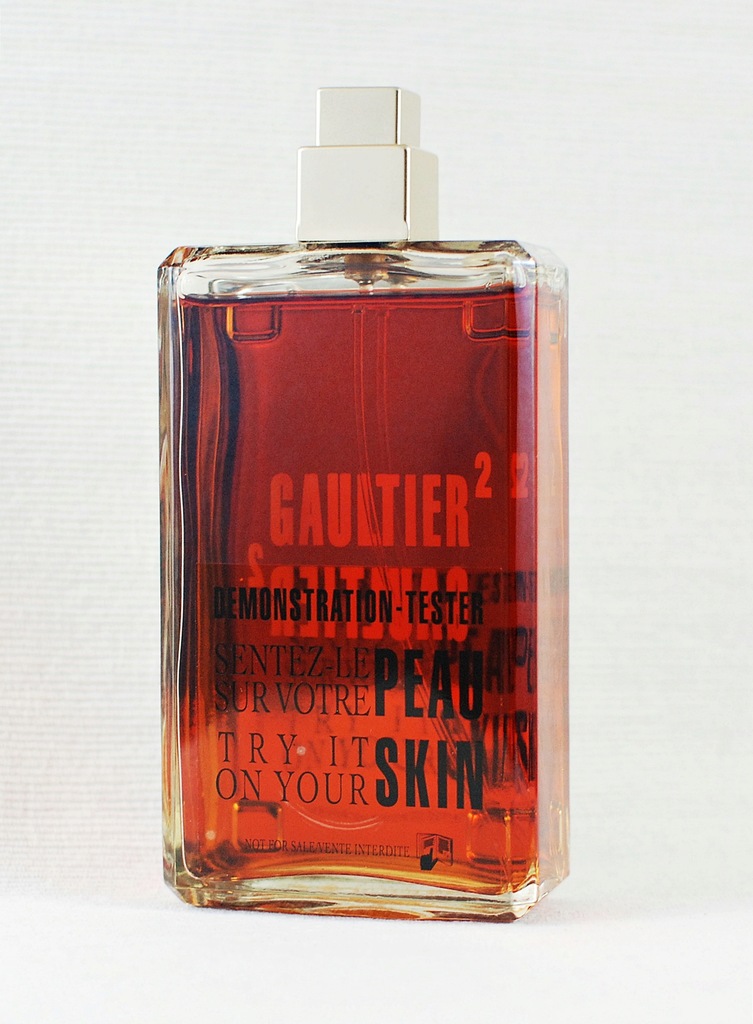 GAULTIER²
DEMONSTRATION-TESTER
SENTEZ-LE
SUR VOTRE PEAU
TRY IT
ON YOUR SKIN
NOT FOR SALE/VENTE INTERDITE